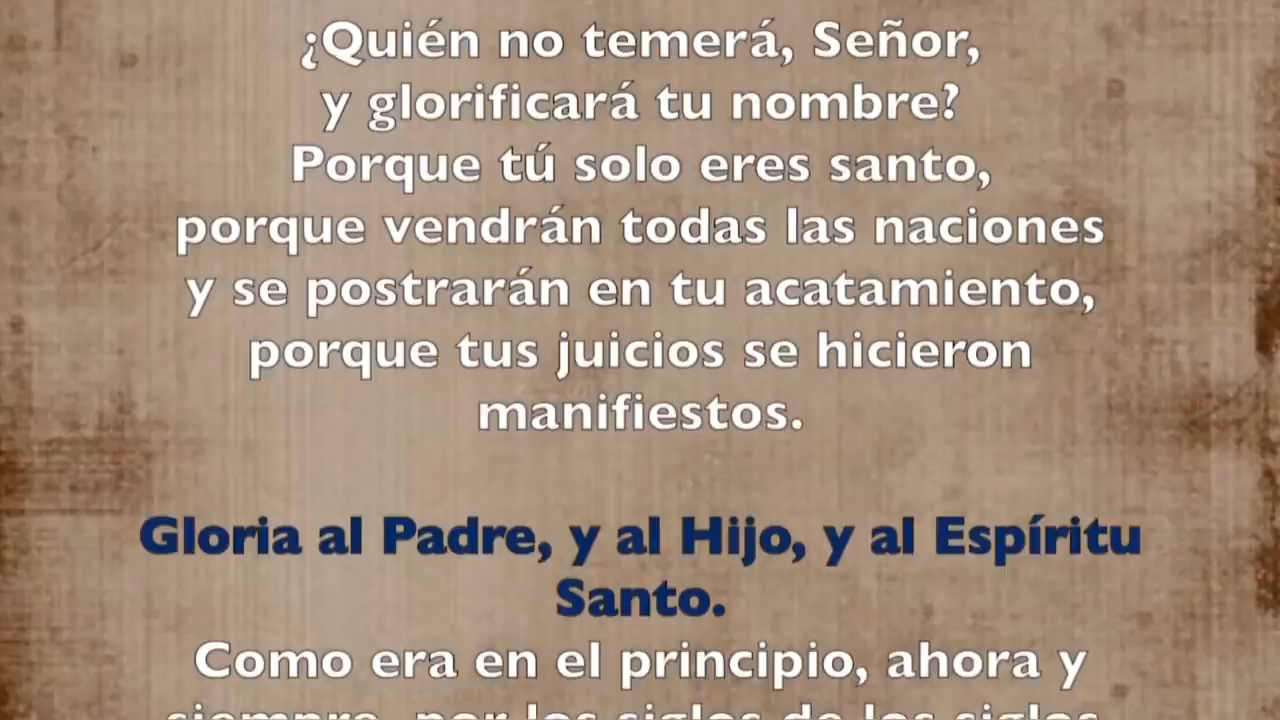 ¿Quién no temerá, Señor,
y glorificará tu nombre?
Porque tú solo eres santo,
porque vendrán todas las naciones
y se postrarán en tu acatamiento,
porque tus juicios se hicieron
manifiestos.
Gloria al Padre, y al Hijo, y al Espíritu
Santo.
Como era en el principio, ahora y
siempre, por los siglos de los siglos